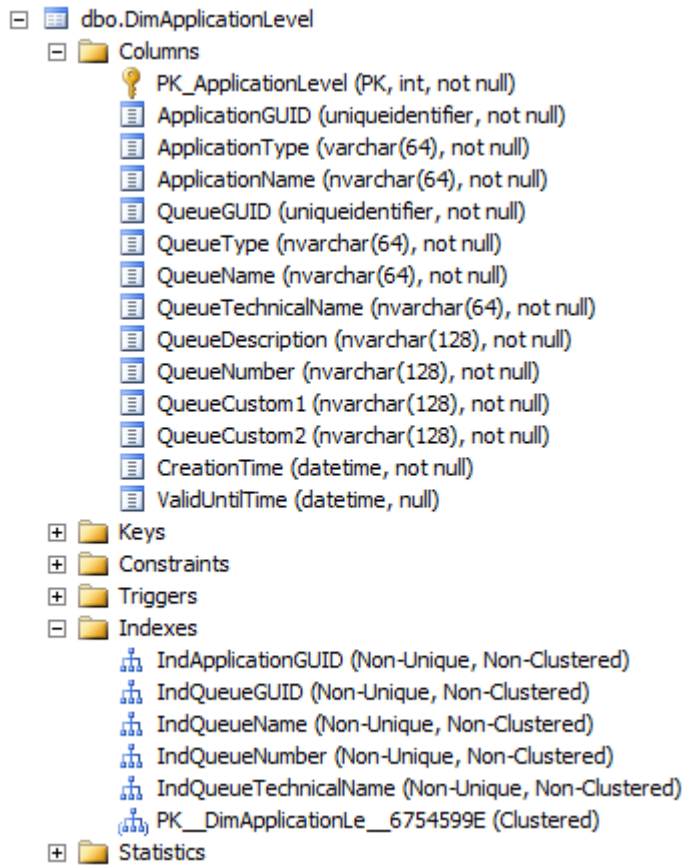 dbo.DimApplicationLevel
Columns
PK_ApplicationLevel (PK, int, not null)
ApplicationGUID (uniqueidentifier, not null)
ApplicationType (varchar(64), not null)
ApplicationName (nvarchar(64), not null)
QueueGUID (uniqueidentifier, not null)
QueueType (nvarchar(64), not null)
QueueName (nvarchar(64), not null)
QueueTechnicalName (nvarchar(64), not null)
QueueDescription (nvarchar(128), not null)
QueueNumber (nvarchar(128), not null)
QueueCustom1 (nvarchar(128), not null)
QueueCustom2 (nvarchar(128), not null)
CreationTime (datetime, not null)
ValidUntilTime (datetime, null)
Keys
Constraints
Triggers
Indexes
IndApplicationGUID (Non-Unique, Non-Clustered)
IndQueueGUID (Non-Unique, Non-Clustered)
IndQueueName (Non-Unique, Non-Clustered)
IndQueueNumber (Non-Unique, Non-Clustered)
IndQueueTechnicalName (Non-Unique, Non-Clustered)
PK__DimApplicationLe__6754599E (Clustered)
Statistics